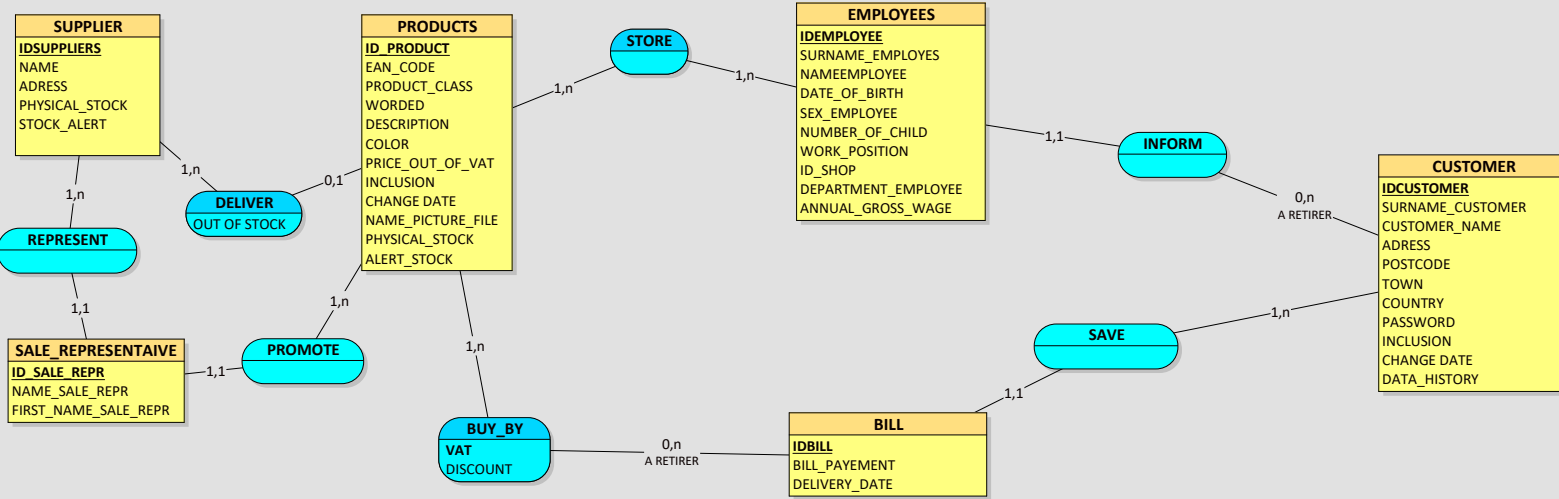 SUPPLIER
IDSUPPLIERS
NAME
ADRESS
PHYSICAL_STOCK
STOCK_ALERT
PRODUCTS
ID_PRODUCT
EAN_CODE
PRODUCT_CLASS
WORDED
DESCRIPTION
COLOR
PRICE_OUT_OF_VAT
INCLUSION
CHANGE DATE
NAME_PICTURE_FILE
PHYSICAL_STOCK
ALERT_STOCK
STORE
1,n
1,n
EMPLOYEES
IDEMPLOYEE
SURNAME_EMPLOYES
NAMEEMPLOYEE
DATE_OF_BIRTH
SEX_EMPLOYEE
NUMBER_OF_CHILD
WORK_POSITION
ID_SHOP
DEPARTMENT_EMPLOYEE
ANNUAL_GROSS_WAGE
1,1
INFORM
0,n
A RETIRER
CUSTOMER
IDCUSTOMER
SURNAME_CUSTOMER
CUSTOMER_NAME
ADRESS
POSTCODE
TOWN
COUNTRY
PASSWORD
INCLUSION
CHANGE DATE
DATA_HISTORY
1,n
DELIVER
OUT OF STOCK
0,1
1,n
REPRESENT
1,1
SALE_REPRESENTAIVE
ID_SALE_REPR
NAME_SALE_REPR
FIRST_NAME_SALE_REPR
1,1
PROMOTE
1,n
1,n
BUY_BY
VAT
DISCOUNT
0,n
A RETIRER
BILL
IDBILL
BILL_PAYEMENT
DELIVERY_DATE
1,1
SAVE
1,n